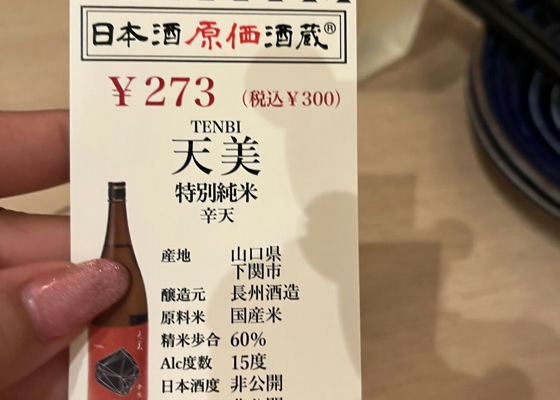 日本酒原価酒蔵®
￥273 （税込￥300）
TENBI
天美
特別純米
辛天
産地 山口県
下関市
醸造元 長州酒造
原料米 国産米
精米歩合 60%
Alc度数 15度
日本酒度 非公開
天美